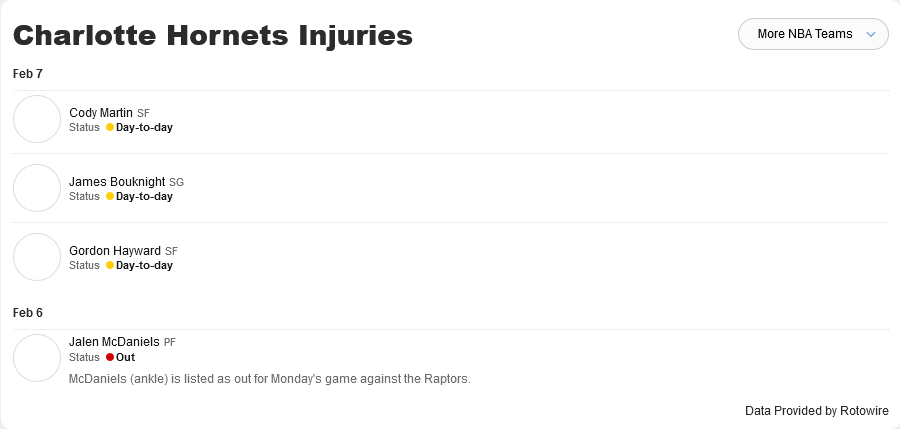 Charlotte Hornets Injuries
More NBA Teams
Feb 7
Cody Martin SF
Status Day-to-day
James Bouknight SG
Status Day-to-day
Gordon Hayward SF
Status Day-to-day
Feb 6
Jalen McDaniels PF
Status Out
McDaniels (ankle) is listed as out for Monday's game against the Raptors.
Data Provided by Rotowire